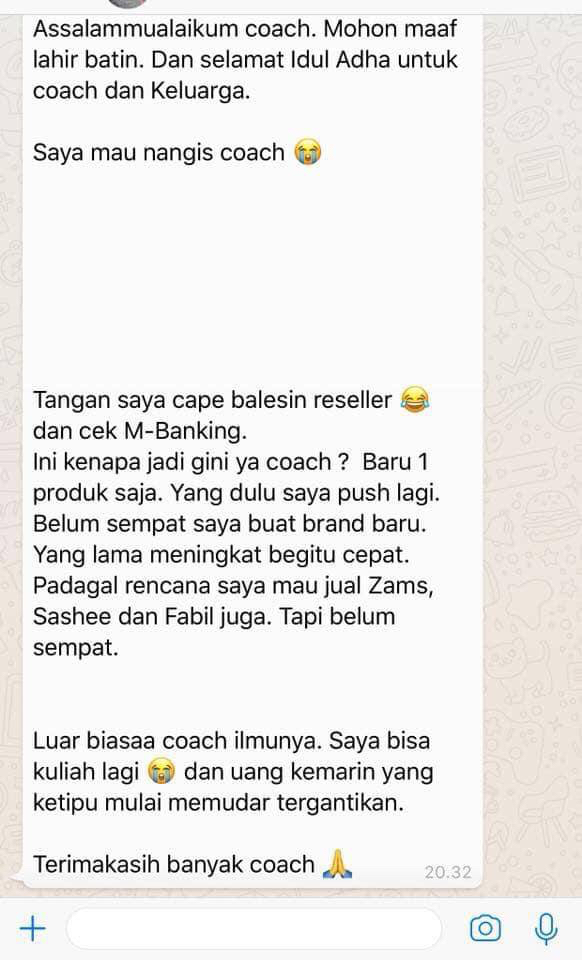 Assalammualaikum coach. Mohon maaf
lahir batin. Dan selamat Idul Adha untuk
coach dan Keluarga.
Saya mau nangis coach 😭
Tangan saya cape balesin reseller 😂
dan cek M-Banking.
Ini kenapa jadi gini ya coach ? Baru 1
produk saja. Yang dulu saya push lagi.
Belum sempat saya buat brand baru.
Yang lama meningkat begitu cepat.
Padagal rencana saya mau jual Zams,
Sashee dan Fabil juga. Tapi belum
sempat.
Luar biasaa coach ilmunya. Saya bisa
kuliah lagi 😭 dan uang kemarin yang
ketipu mulai memudar tergantikan.
Terimakasih banyak coach 🙏
20.32